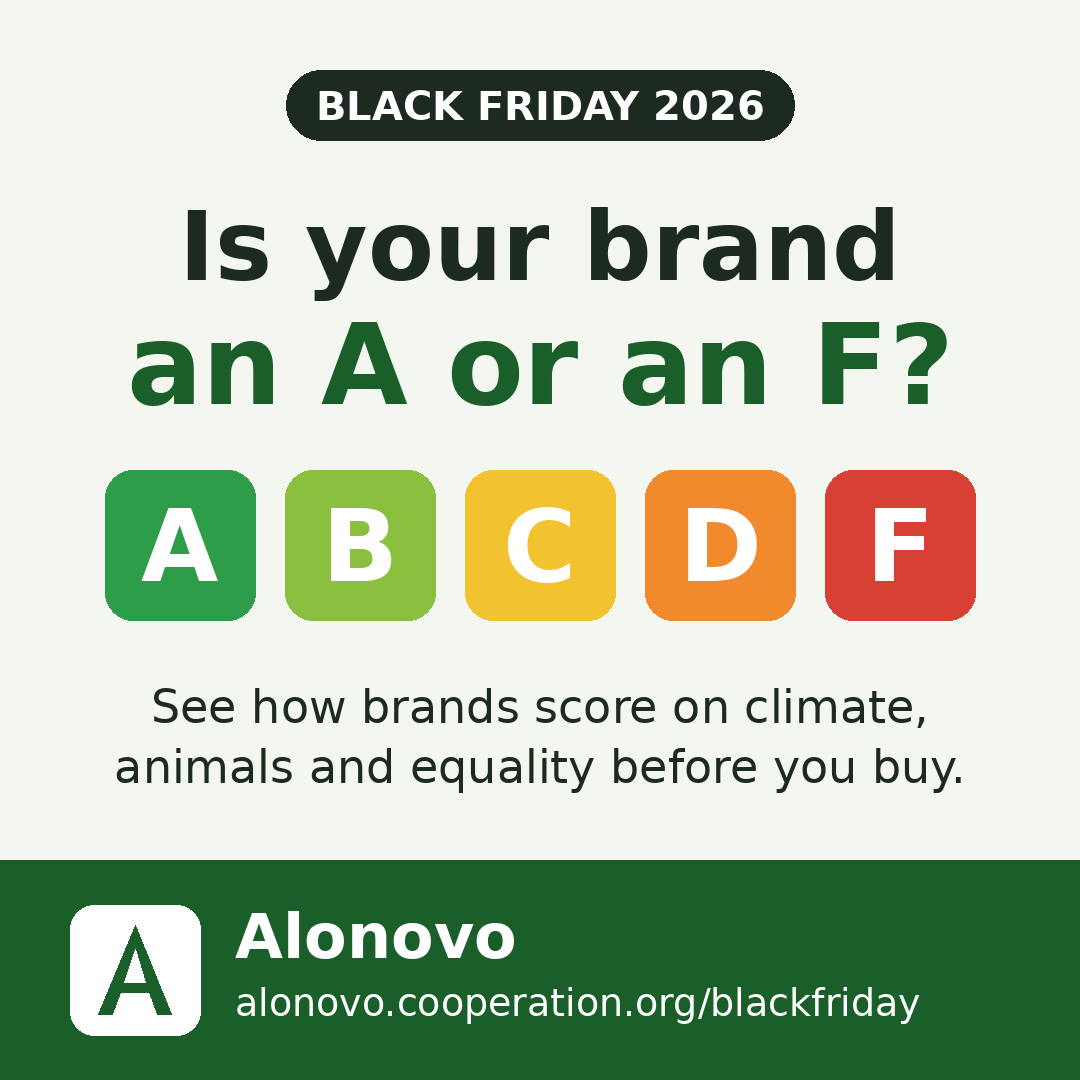 BLACK FRIDAY 2026
Is your brand
an A or an F?
A B C D F
See how brands score on climate,
animals and equality before you buy.
A
Alonovo
alonovo.cooperation.org/blackfriday